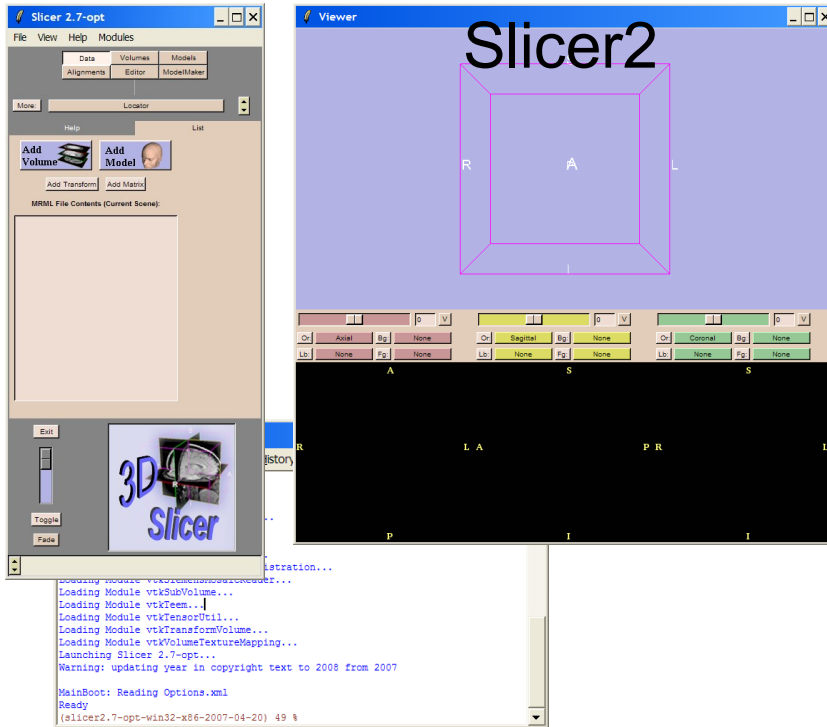 Slicer 2.7-opt
File View Help Modules
Data Volumes Models
Alignments Editor ModelMaker
More: Locator
Help List
Add Volume
Add Model
Add Transform Add Matrix
MRML File Contents (Current Scene):
Exit
Toggle
Fade
3D Slicer
R
Viewer
Slicer2
R A L
I
0 V 0 V 0 V
Or: Axial Bg: None Or: Sagittal Bg: None Or: Coronal Bg: None
Lb: None Fg: None Lb: None Fg: None Lb: None Fg: None
A S S
R L A P R L
P I I
istory
istration...
Loading Module vtkSiemensMosaicReader...
Loading Module vtkSubVolume...
Loading Module vtkTeem...
Loading Module vtkTensorUtil...
Loading Module vtkTransformVolume...
Loading Module vtkVolumeTextureMapping...
Launching Slicer 2.7-opt...
Warning: updating year in copyright text to 2008 from 2007
MainBoot: Reading Options.xml
Ready
(slicer2.7-opt-win32-x86-2007-04-20) 49 %